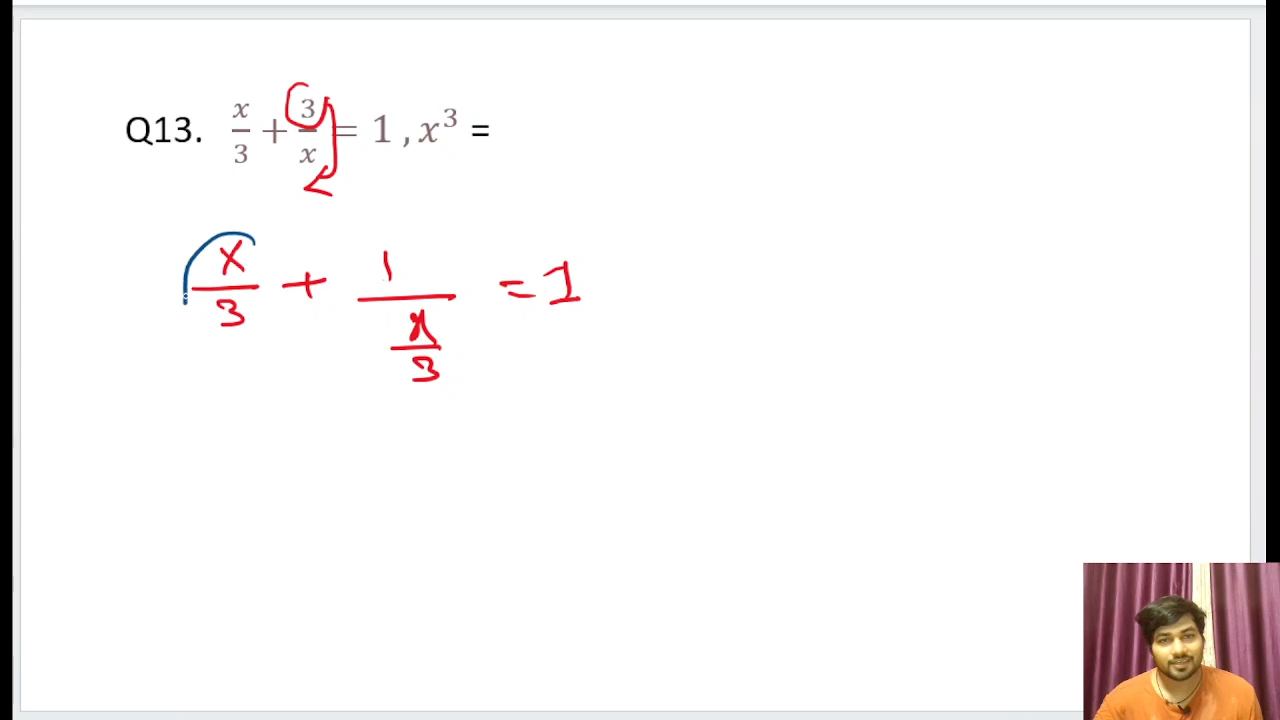 Q13. x/3 + 3/x = 1 , x³ =
x/3 + 1/(x/3) = 1